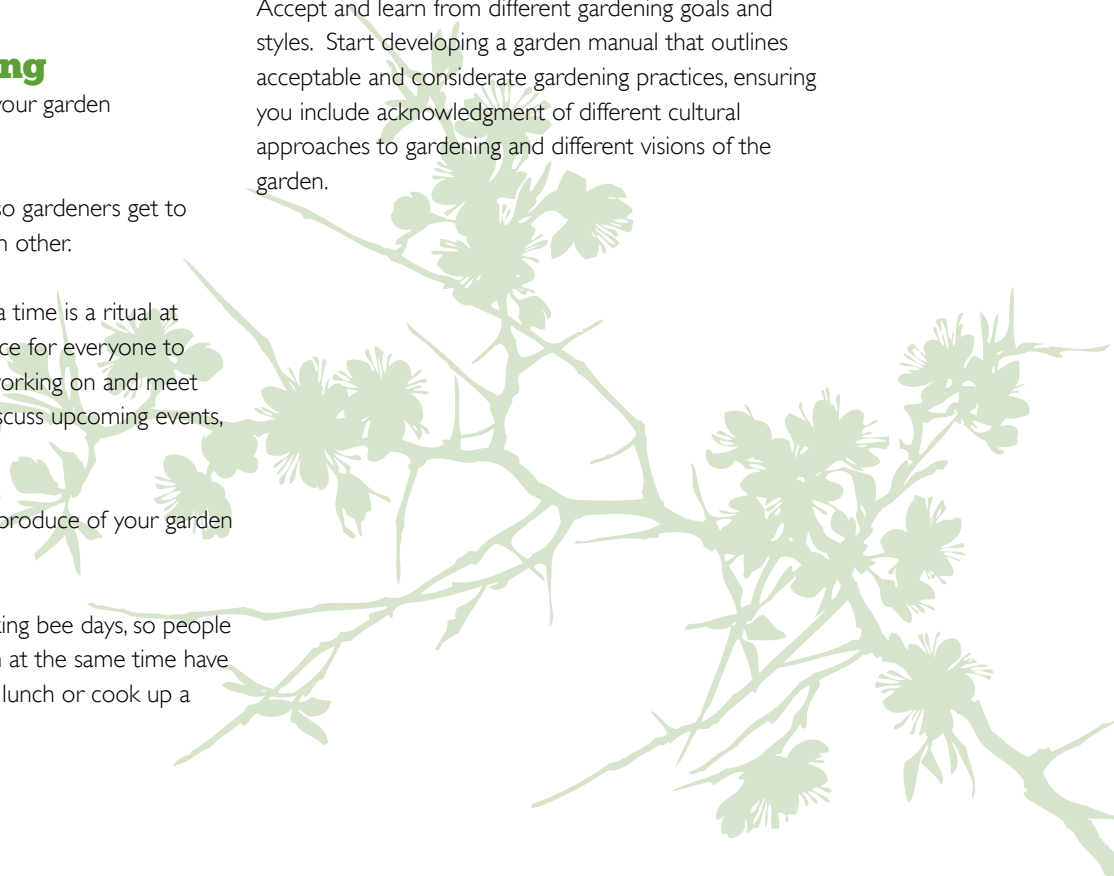 ng
your garden
so gardeners get to
n other.
a time is a ritual at
ce for everyone to
working on and meet
scuss upcoming events,
produce of your garden
king bee days, so people
n at the same time have
lunch or cook up a
Accept and learn from different gardening goals and
styles. Start developing a garden manual that outlines
acceptable and considerate gardening practices, ensuring
you include acknowledgment of different cultural
approaches to gardening and different visions of the
garden.